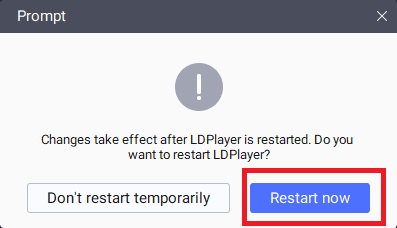 Prompt
Changes take effect after LDPlayer is restarted. Do you
want to restart LDPlayer?
Don't restart temporarily
Restart now